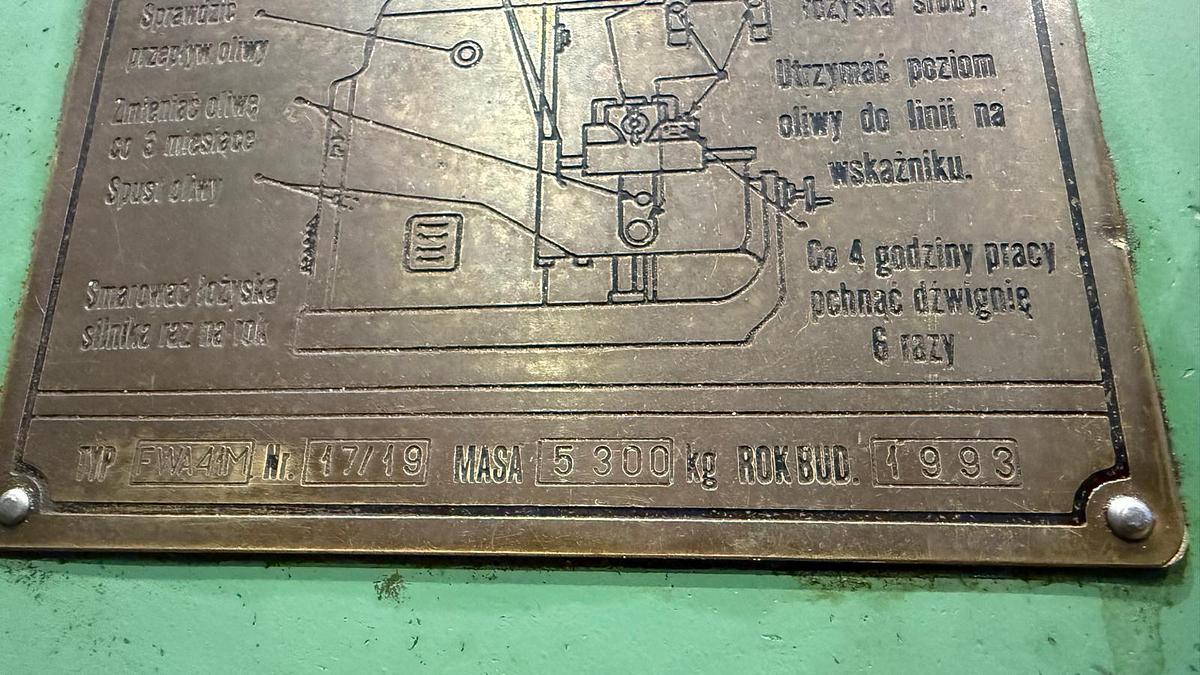 Sprawdzić
przepływ oliwy
Zmieniać oliwę
co 3 miesiące
Spust oliwy
Smarować łożyska
silnika raz na rok
łożyska śruby.
Utrzymać poziom
oliwy do linii na
wskaźniku.
Co 4 godziny pracy
pchnąć dźwignię
6 razy
TYP FWA41M Nr. 17/19 MASA 5 300 kg ROK BUD. 1993